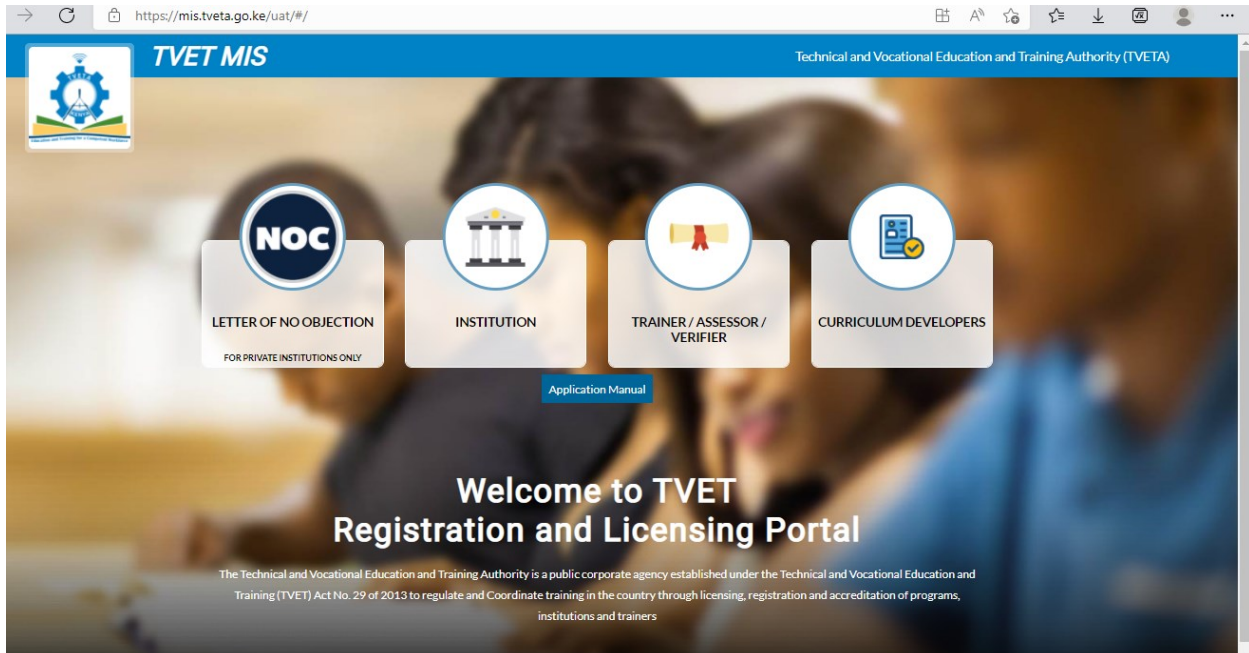 https://mis.tveta.go.ke/uat/#/
TVET MIS
Technical and Vocational Education and Training Authority (TVETA)
TVETA
NOC
LETTER OF NO OBJECTION
FOR PRIVATE INSTITUTIONS ONLY
INSTITUTION
TRAINER / ASSESSOR /
VERIFIER
CURRICULUM DEVELOPERS
Application Manual
Welcome to TVET
Registration and Licensing Portal
The Technical and Vocational Education and Training Authority is a public corporate agency established under the Technical and Vocational Education and
Training (TVET) Act No. 29 of 2013 to regulate and Coordinate training in the country through licensing, registration and accreditation of programs,
institutions and trainers